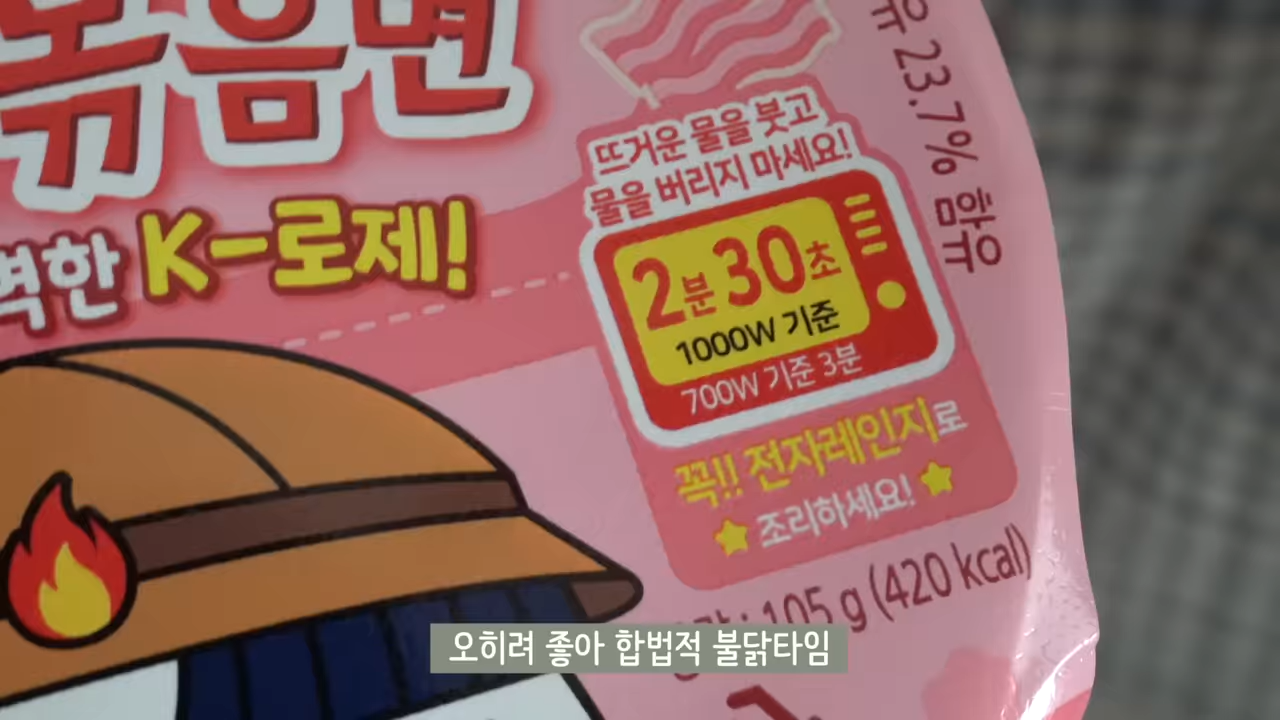 볶음면
K-로제!
유 23.7% 함유
뜨거운 물을 붓고
물을 버리지 마세요!
2분 30초
1000W 기준
700W 기준 3분
꼭!! 전자레인지로
조리하세요!
105 g (420 kcal)
오히려 좋아 합법적 불닭타임